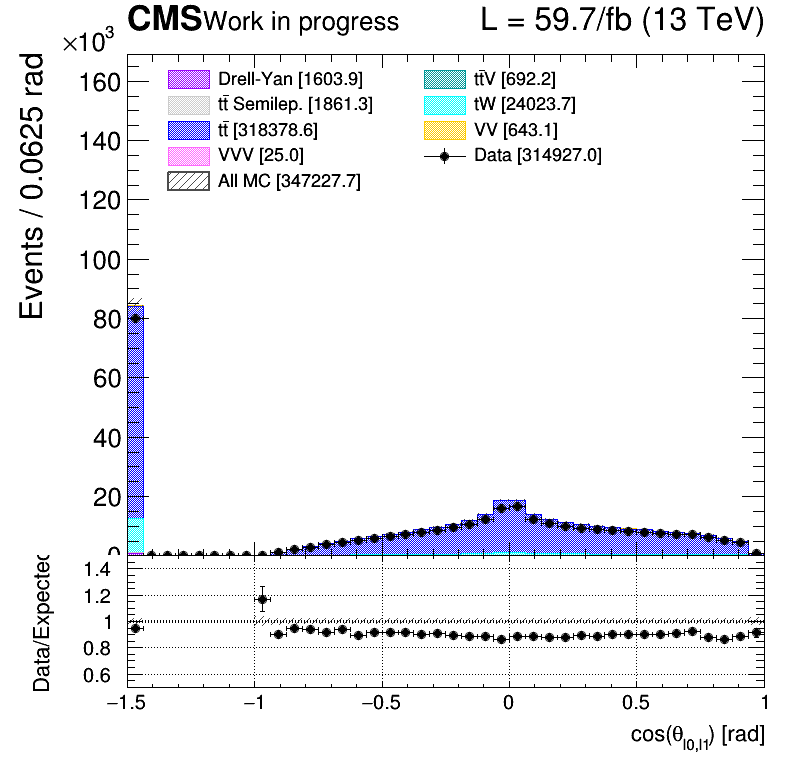 CMS Work in progress L = 59.7/fb (13 TeV)
×10³
Events / 0.0625 rad
160
140
120
100
80
60
40
20
0
Drell-Yan [1603.9]
tt̄ Semilep. [1861.3]
tt̄ [318378.6]
VVV [25.0]
All MC [347227.7]
tt̄V [692.2]
tW [24023.7]
VV [643.1]
Data [314927.0]
Data/Expected
1.4
1.2
1
0.8
0.6
−1.5 −1 −0.5 0 0.5 1
cos(θ_l0,l1) [rad]